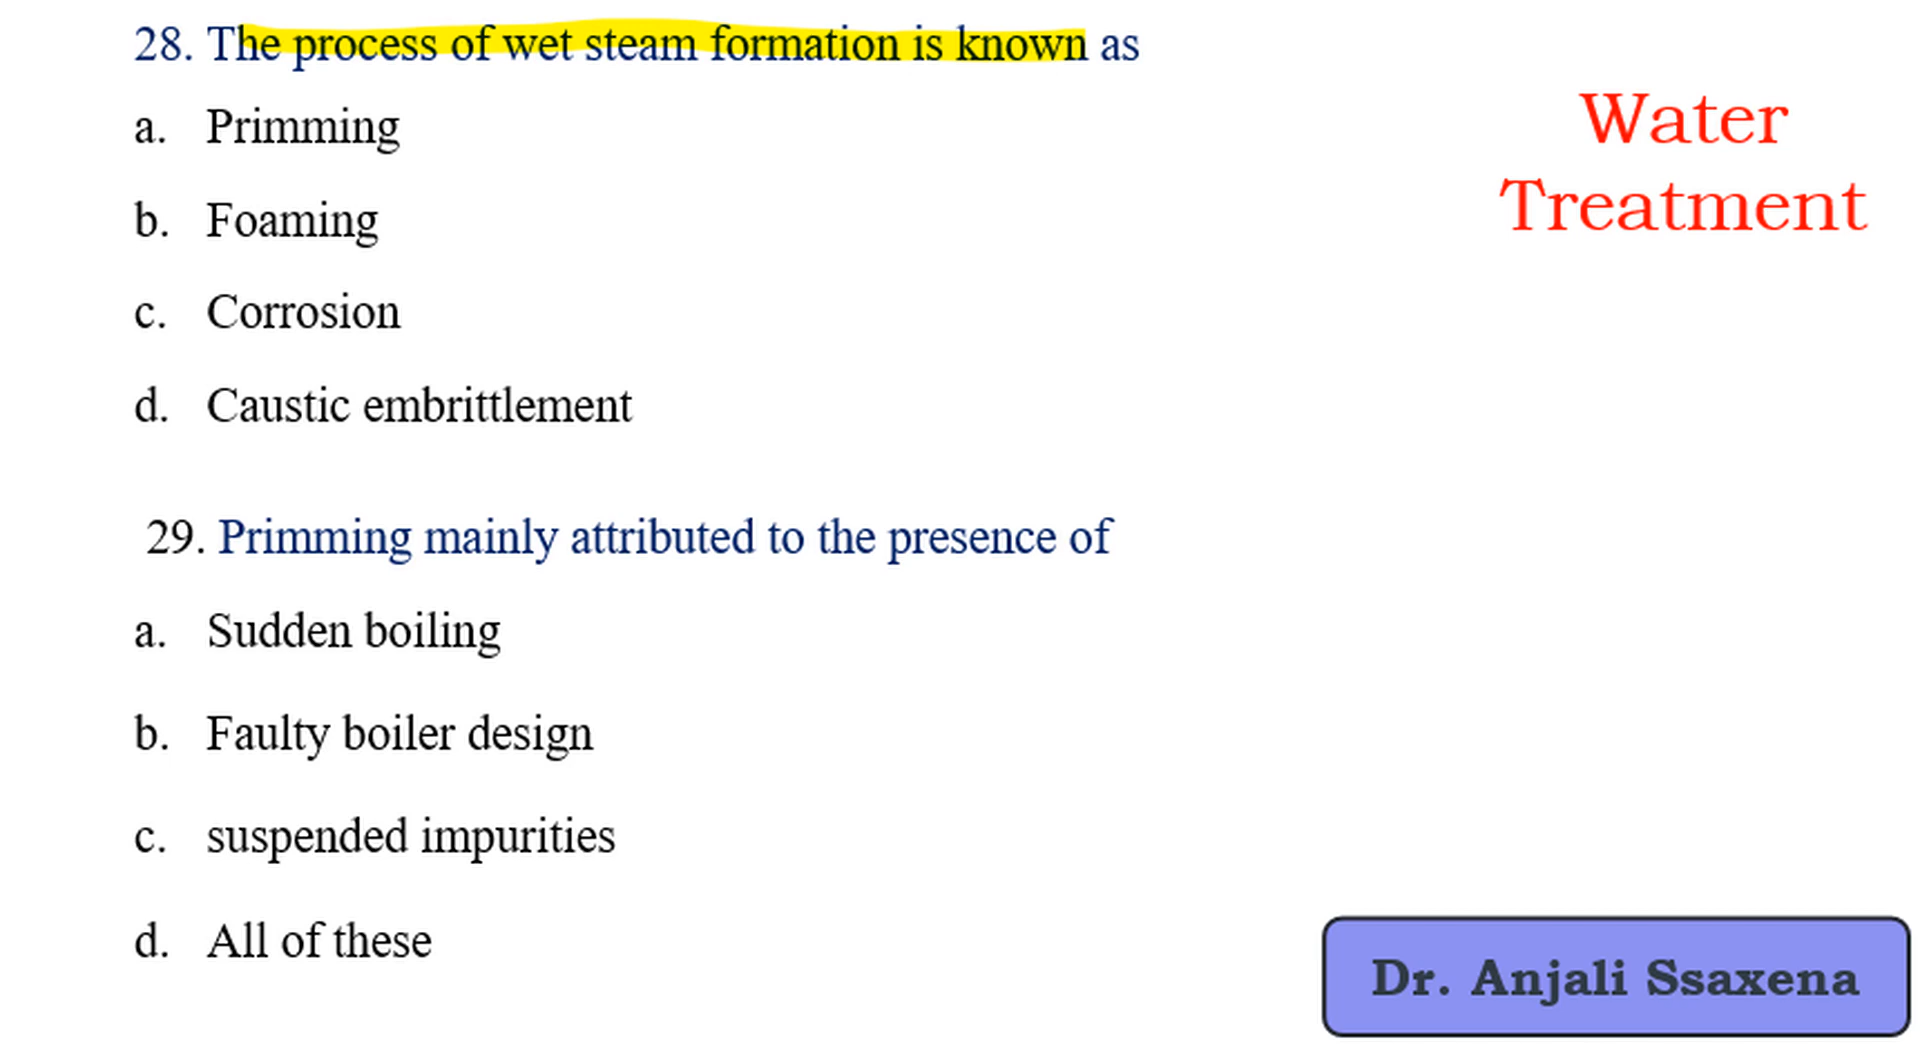 28. The process of wet steam formation is known as
a. Primming
b. Foaming
c. Corrosion
d. Caustic embrittlement
Water
Treatment
29. Primming mainly attributed to the presence of
a. Sudden boiling
b. Faulty boiler design
c. suspended impurities
d. All of these
Dr. Anjali Ssaxena